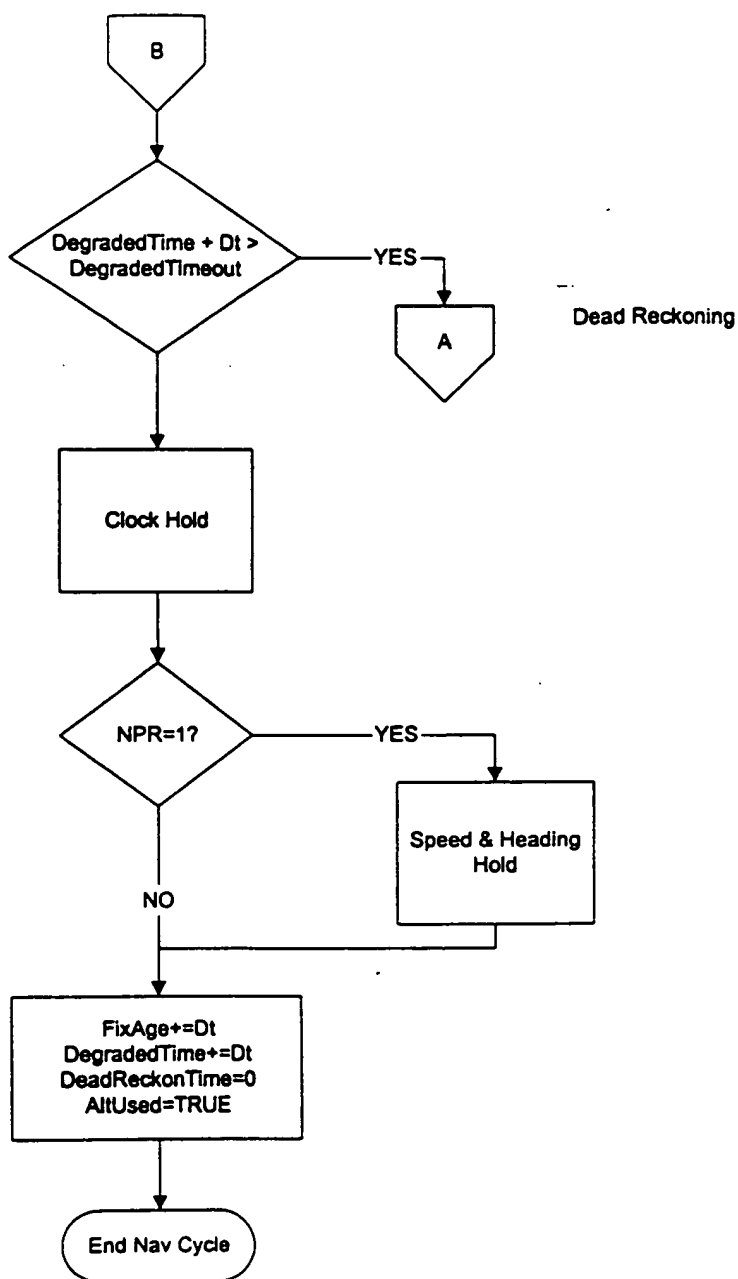 B
DegradedTime + Dt >
DegradedTimeout
YES
A
Dead Reckoning
Clock Hold
NPR=1?
YES
Speed & Heading
Hold
NO
FixAge+=Dt
DegradedTime+=Dt
DeadReckonTime=0
AltUsed=TRUE
End Nav Cycle